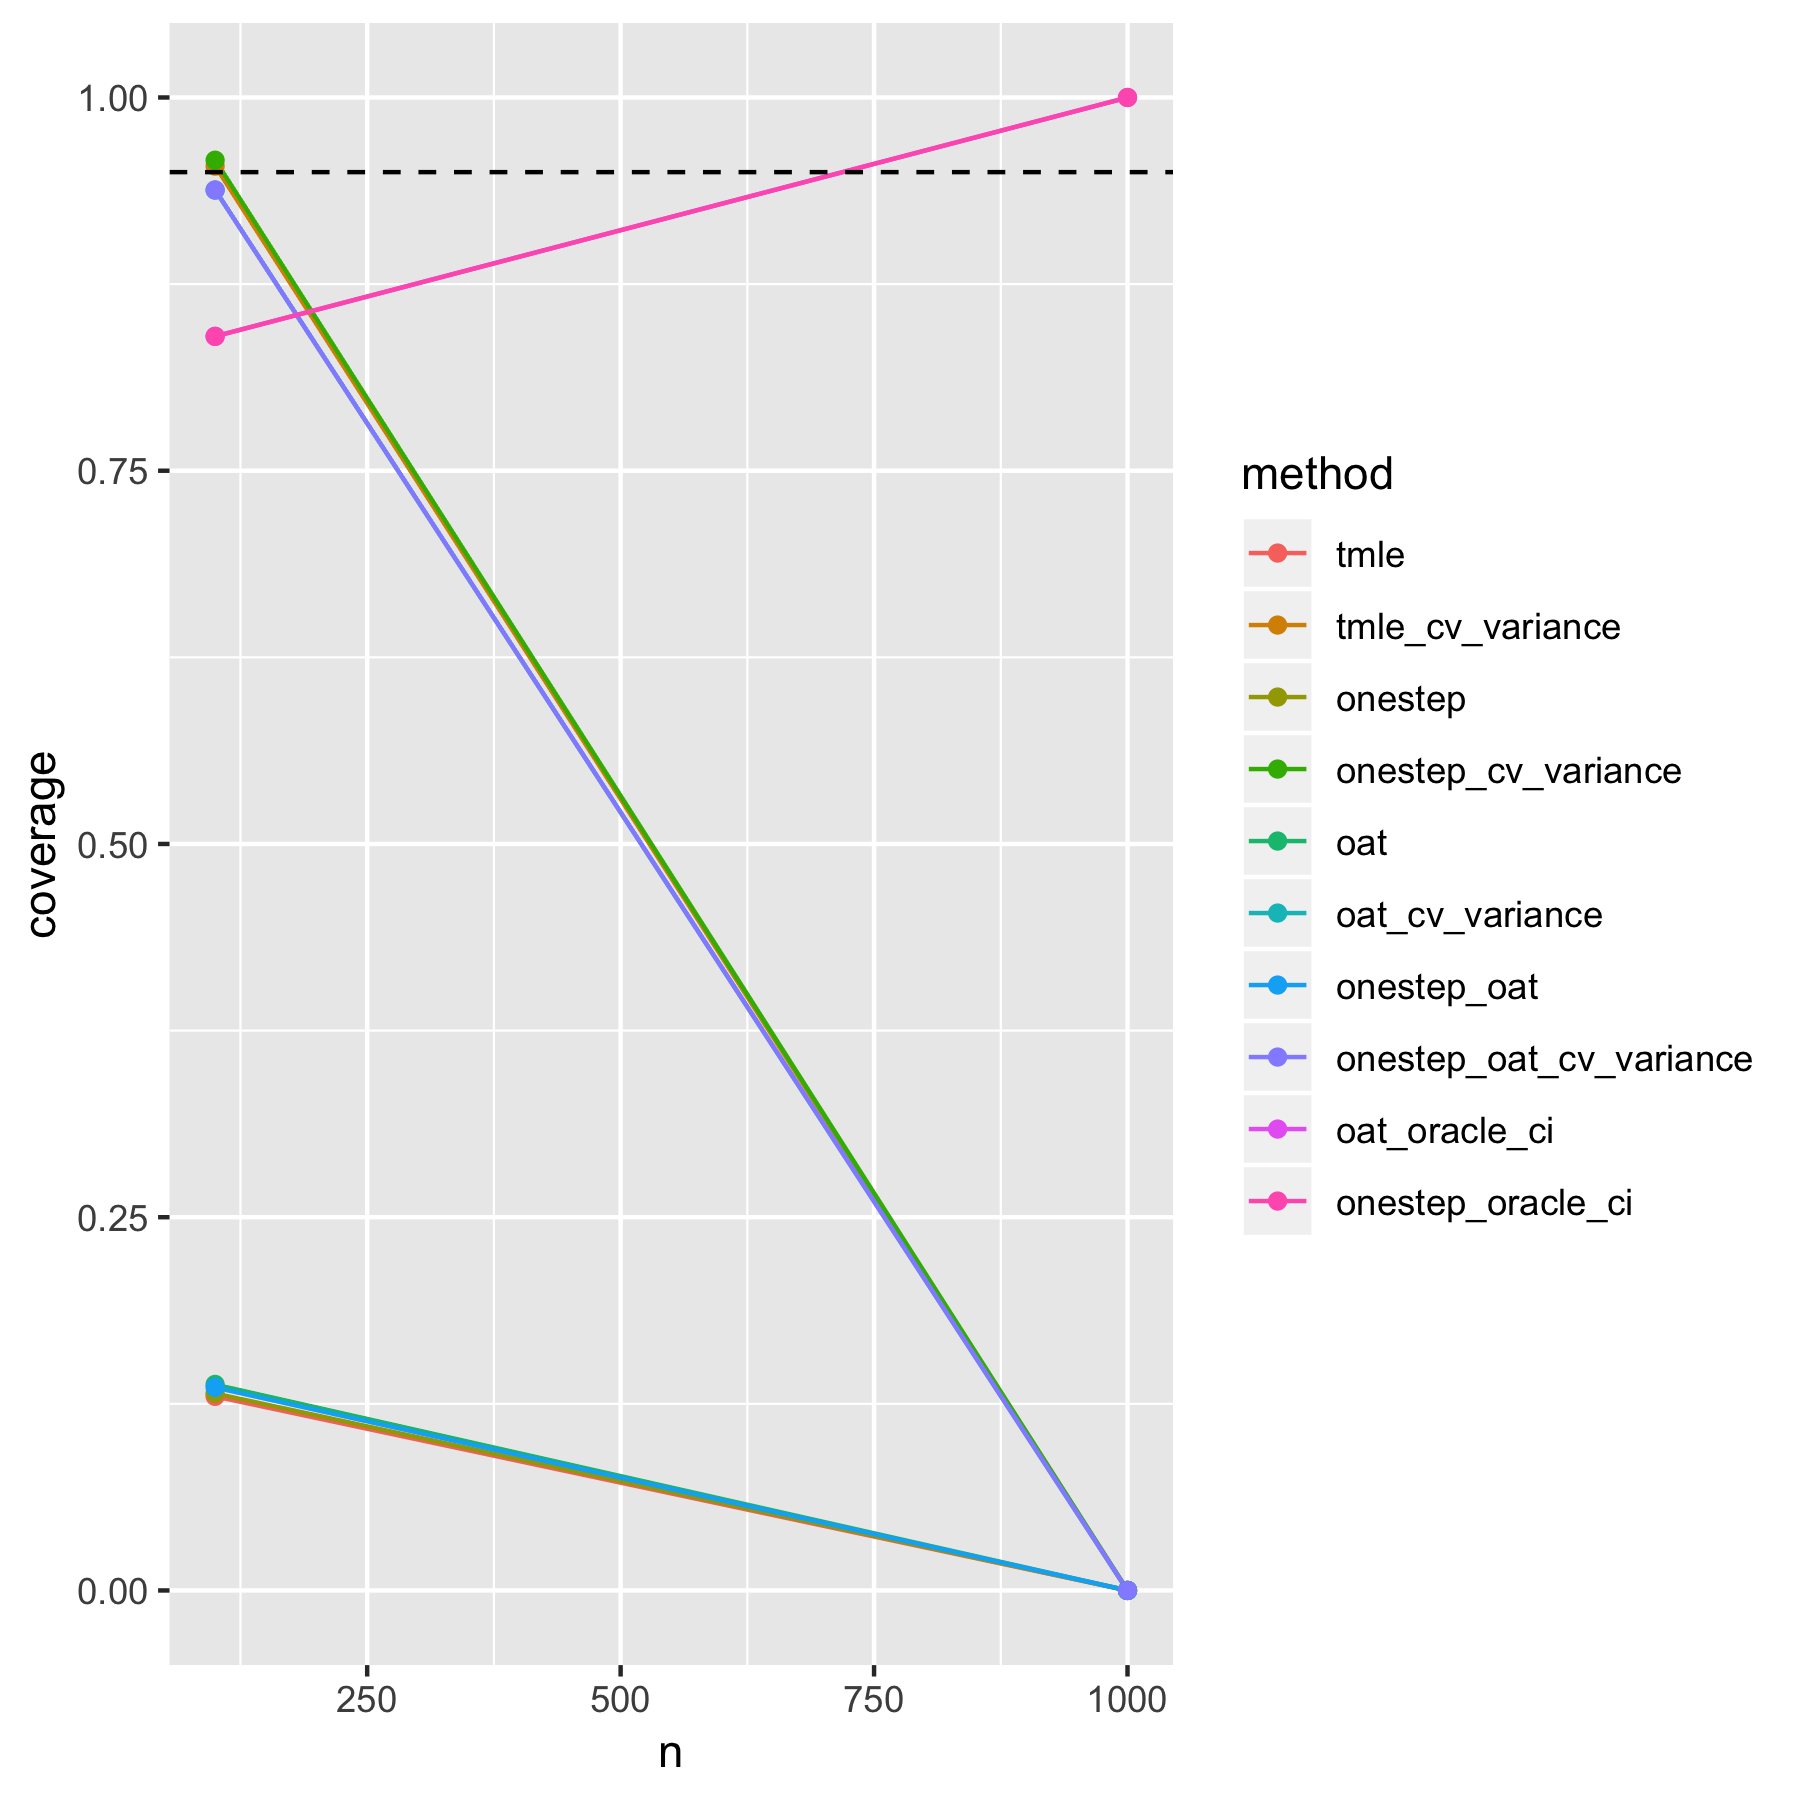 1.00
0.75
0.50
0.25
0.00
coverage
250 500 750 1000
n
method
tmle
tmle_cv_variance
onestep
onestep_cv_variance
oat
oat_cv_variance
onestep_oat
onestep_oat_cv_variance
oat_oracle_ci
onestep_oracle_ci